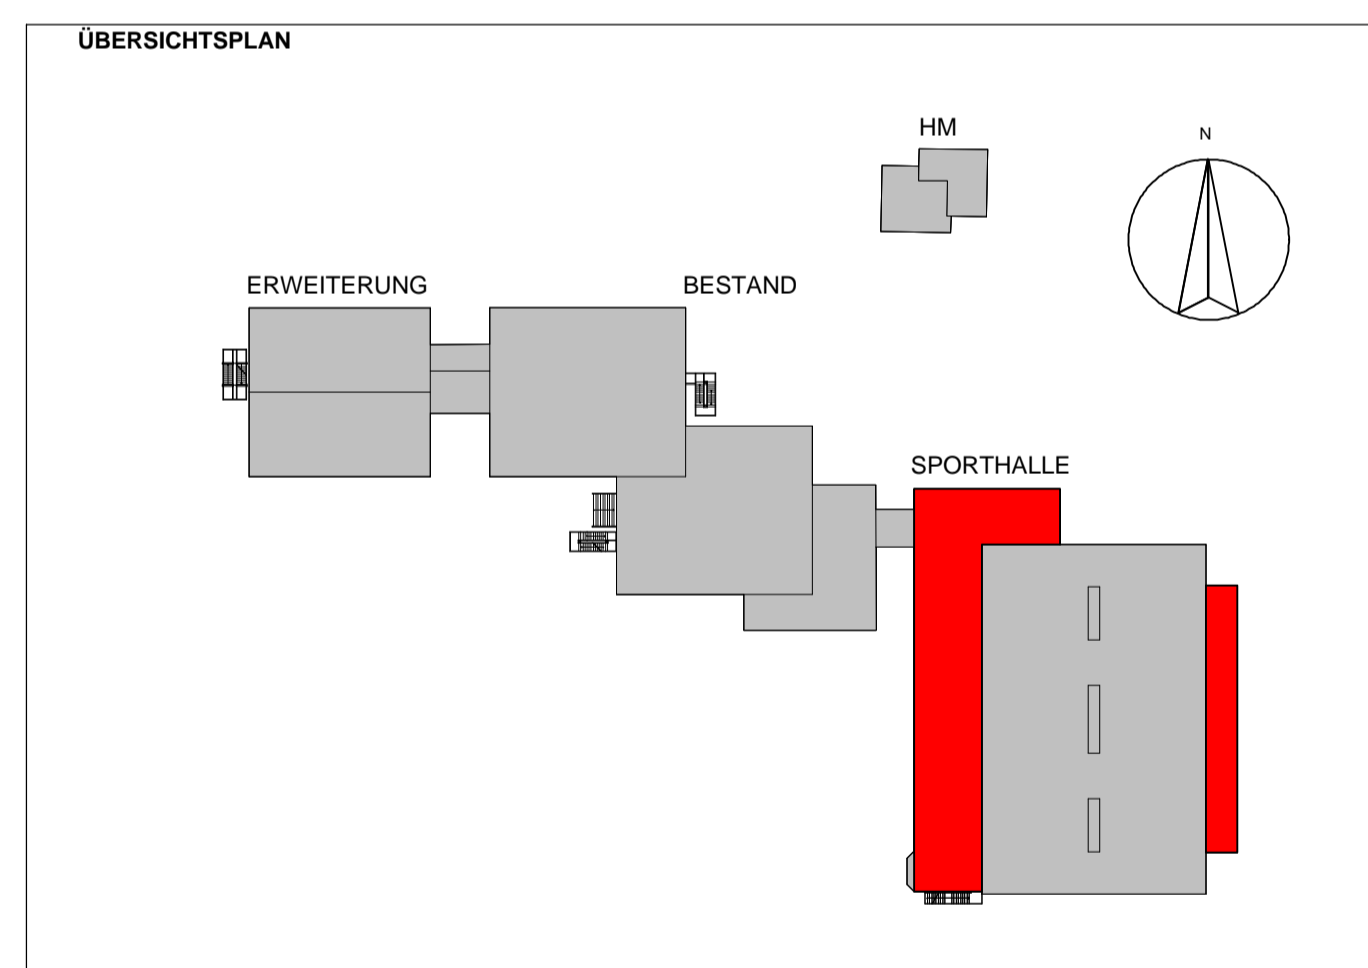 ÜBERSICHTSPLAN
HM
N
ERWEITERUNG
BESTAND
SPORTHALLE